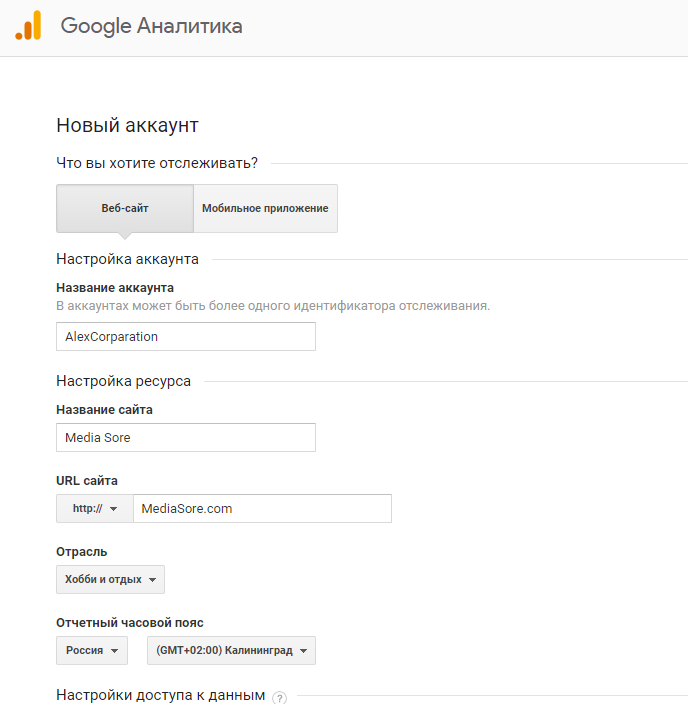 Google Аналитика
Новый аккаунт
Что вы хотите отслеживать?
Веб-сайт Мобильное приложение
Настройка аккаунта
Название аккаунта
В аккаунтах может быть более одного идентификатора отслеживания.
AlexCorparation
Настройка ресурса
Название сайта
Media Sore
URL сайта
http:// MediaSore.com
Отрасль
Хобби и отдых
Отчетный часовой пояс
Россия (GMT+02:00) Калининград
Настройки доступа к данным ?